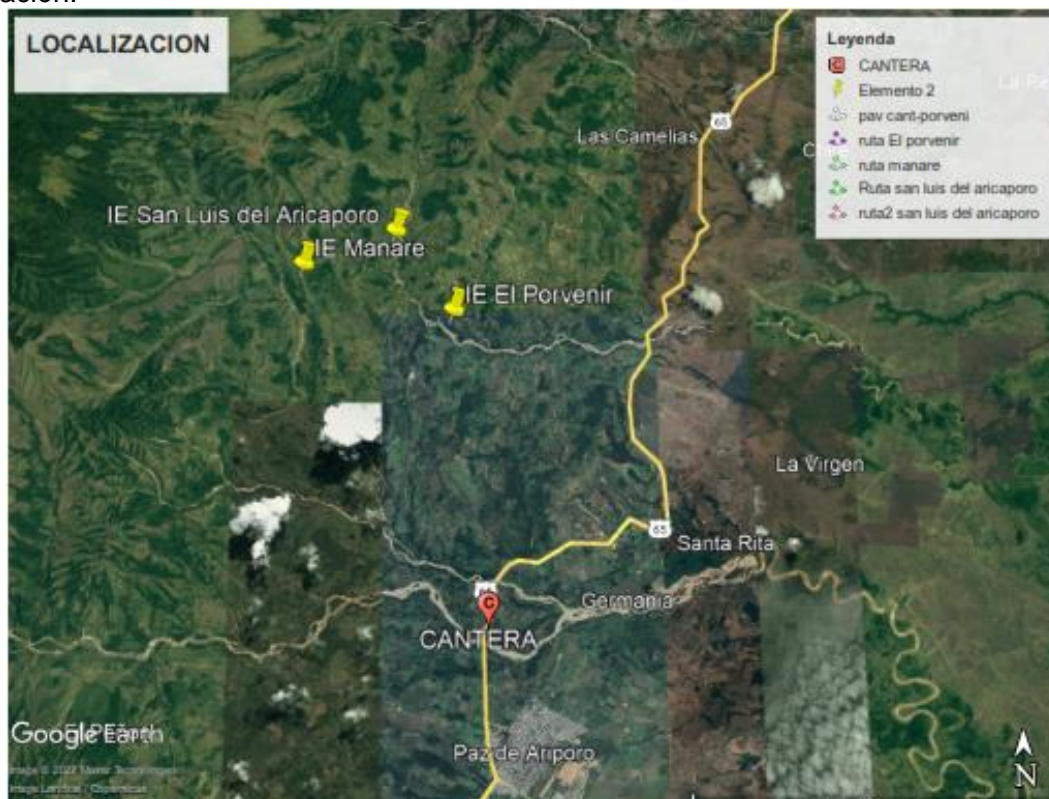 LOCALIZACION
Leyenda
CANTERA
Elemento 2
pav cant-porveni
ruta El porvenir
ruta manare
Ruta san luis del aricaporo
ruta2 san luis del aricaporo
65
Las Camelias
IE San Luis del Aricaporo
IE Manare
IE El Porvenir
La Virgen
65
Santa Rita
Germania
C
CANTERA
Google Earth
Paz de Ariporo
N